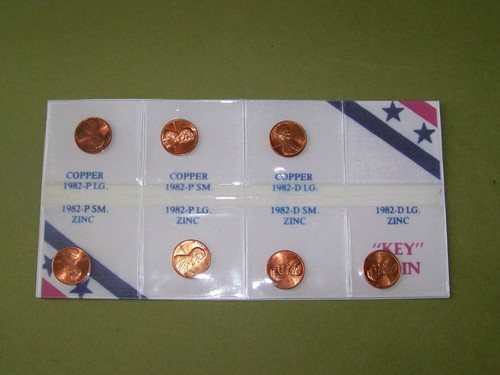 COPPER COPPER COPPER
1982-P LG. 1982-P SM. 1982-D LG.
1982-P SM. 1982-P LG. 1982-D SM. 1982-D LG.
ZINC ZINC ZINC ZINC
"KEY"